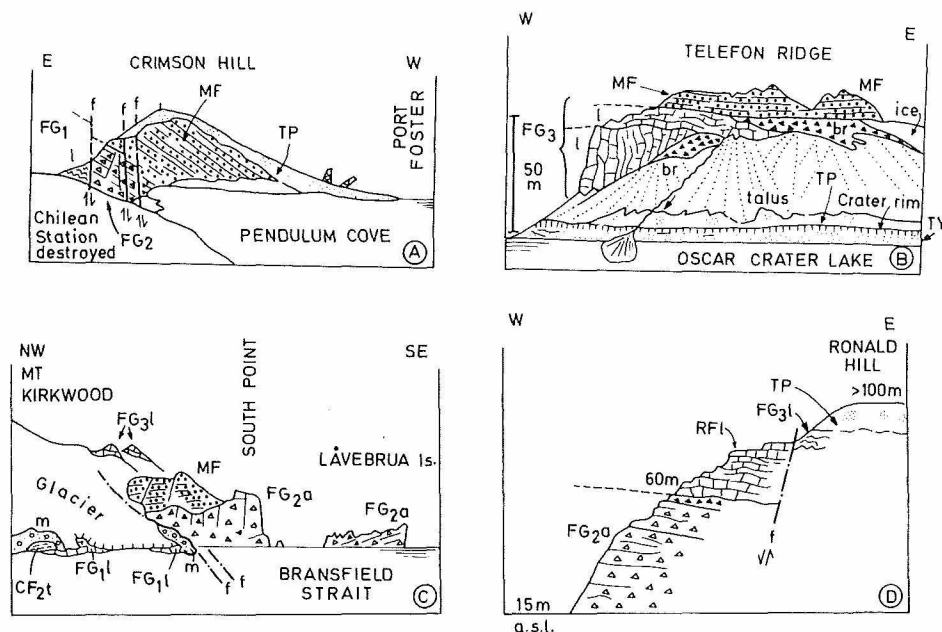 E
CRIMSON HILL
W
f f f
MF
FG1
l
TP
PORT FOSTER
Chilean
Station
destroyed
FG2
PENDULUM COVE
A
W
E
TELEFON RIDGE
MF
MF
ice
FG3
l
l
br
50
m
br
TP
talus
Crater rim
OSCAR CRATER LAKE
B
NW
MT
KIRKWOOD
SOUTH POINT
SE
FG3l
MF
LÅVEBRUA Is.
FG2a
FG2a
Glacier
m
CF2t
FG1l
FG1l
m
f
f
BRANSFIELD
STRAIT
C
W
E
RONALD
HILL
TP
>100m
FG3l
RFl
60m
FG2a
f
15m
a.s.l.
D